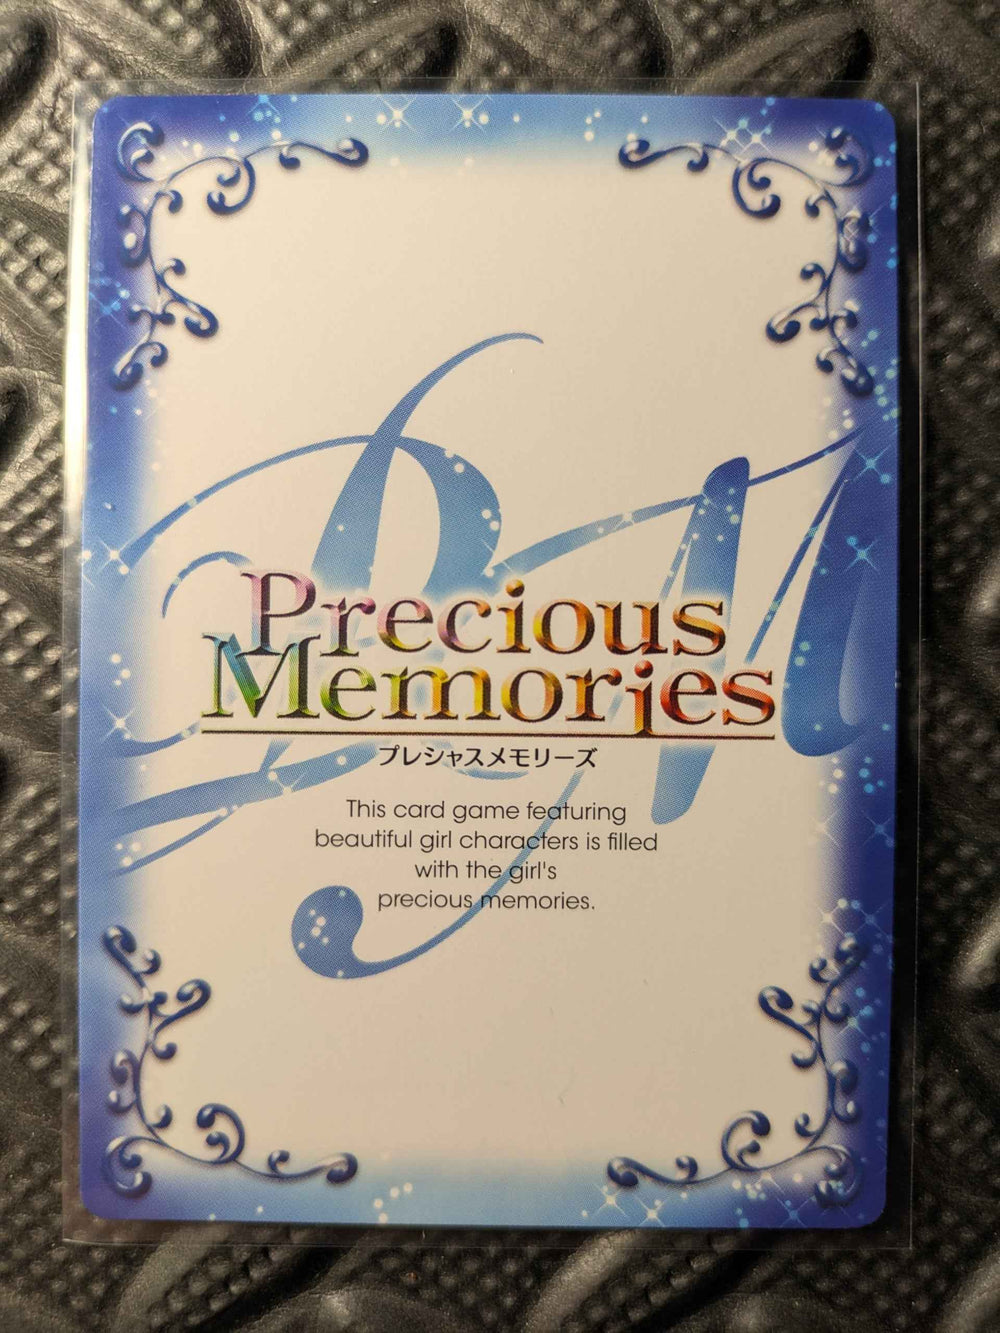 Precious
Memories
プレシャスメモリーズ
This card game featuring
beautiful girl characters is filled
with the girl's
precious memories.
PM